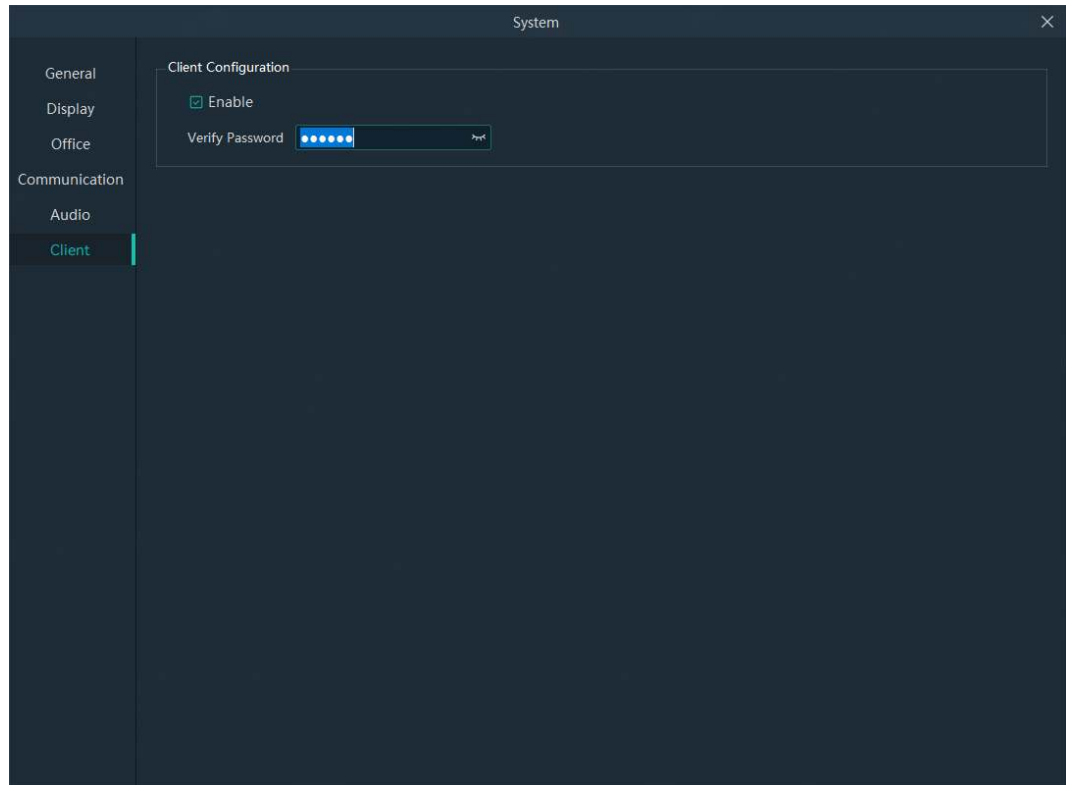 System
General
Display
Office
Communication
Audio
Client
Client Configuration
Enable
Verify Password ●●●●●●